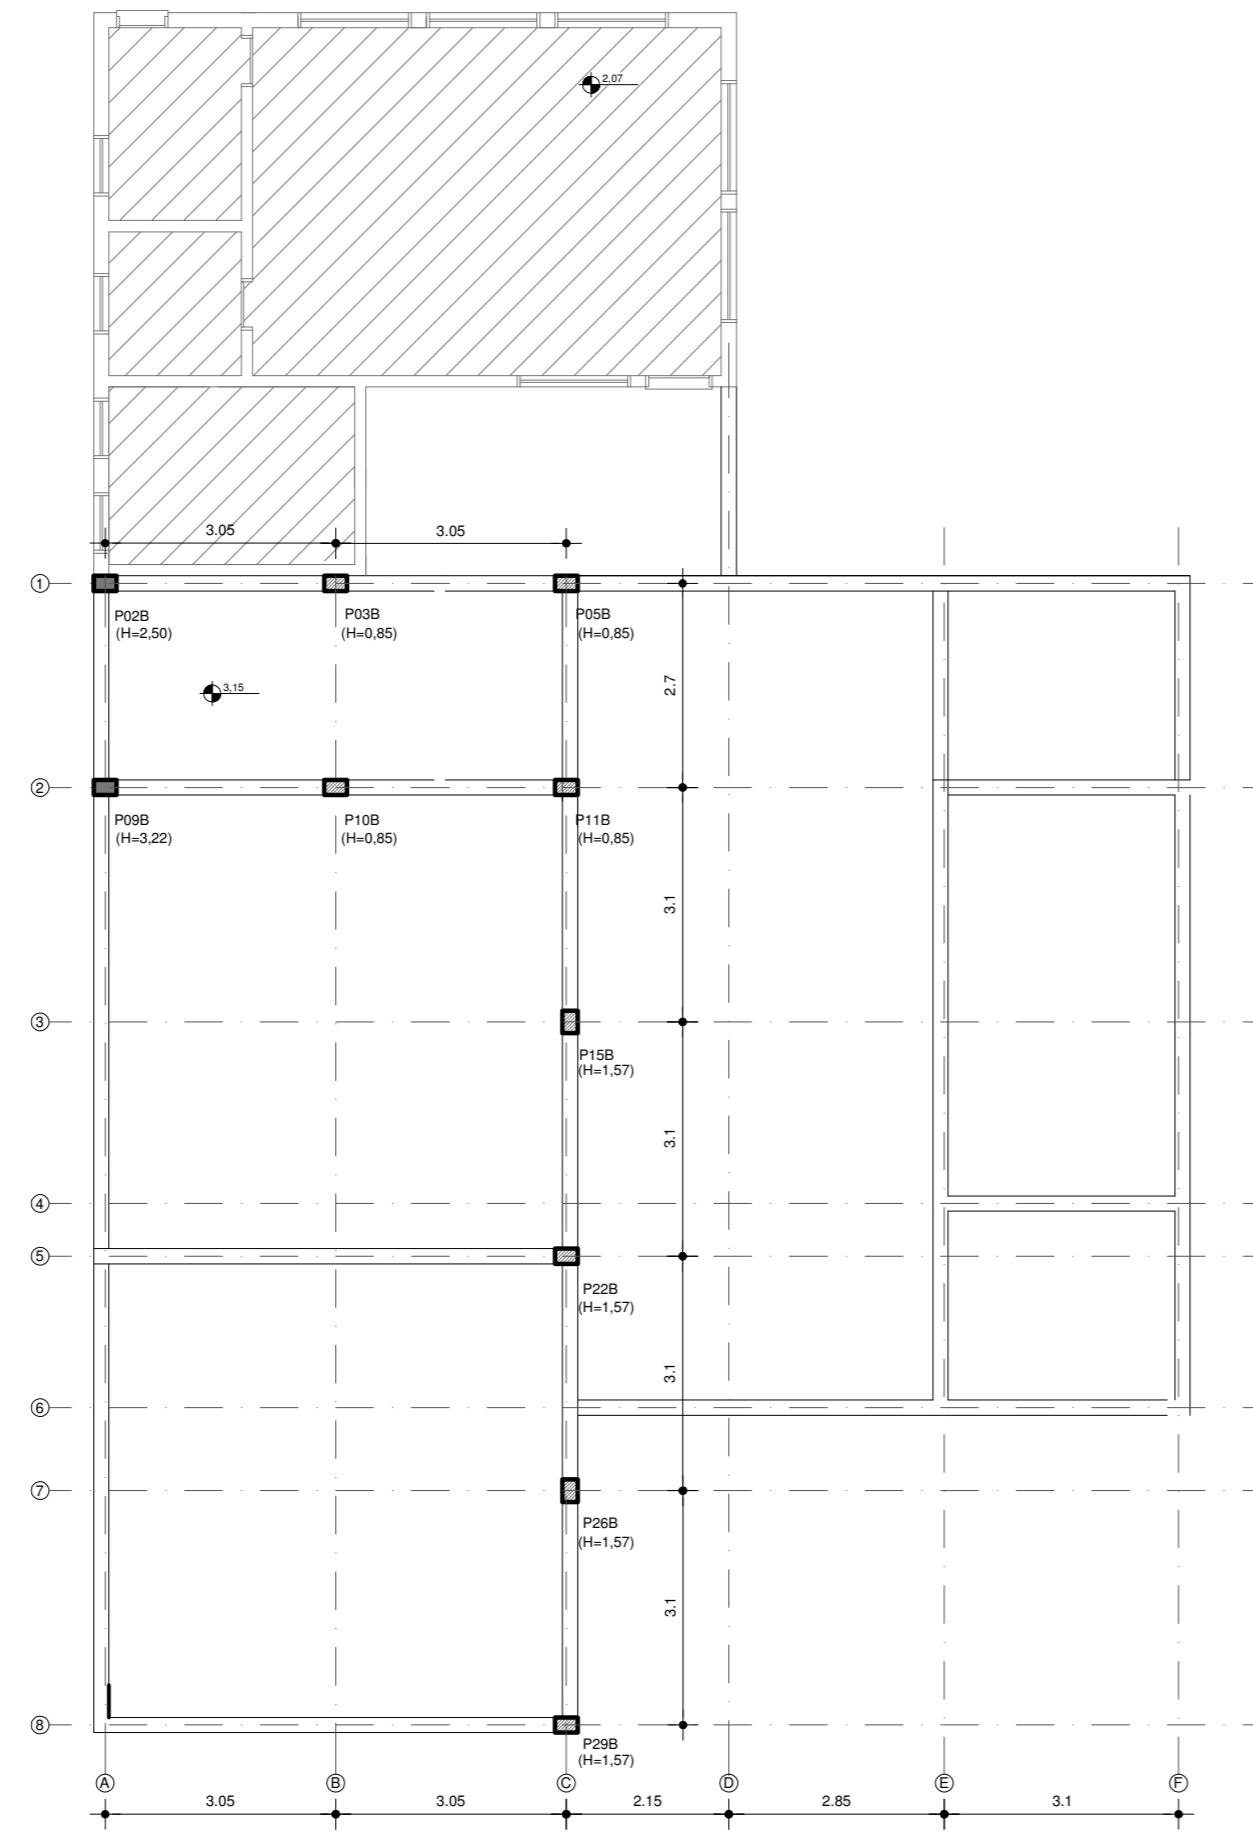 2,07
3.05
3.05
1
P02B
(H=2,50)
P03B
(H=0,85)
P05B
(H=0,85)
3,15
2.7
2
P09B
(H=3,22)
P10B
(H=0,85)
P11B
(H=0,85)
3.1
3
P15B
(H=1,57)
3.1
4
5
P22B
(H=1,57)
3.1
6
7
P26B
(H=1,57)
3.1
8
P29B
(H=1,57)
A
B
C
D
E
F
3.05
3.05
2.15
2.85
3.1